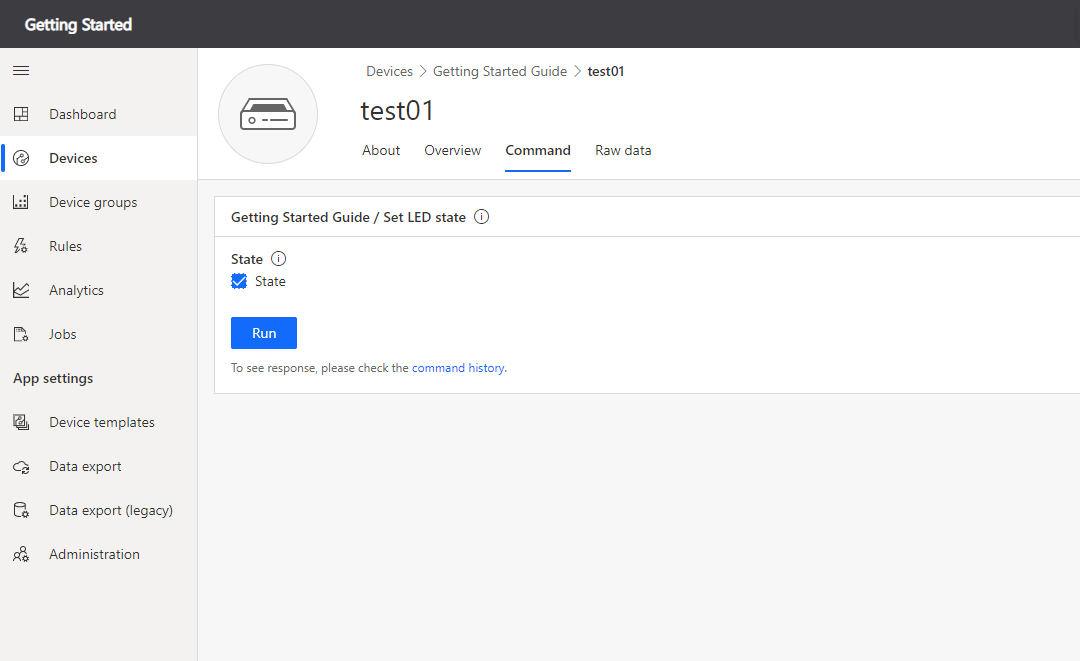 Getting Started
Dashboard
Devices
Device groups
Rules
Analytics
Jobs
App settings
Device templates
Data export
Data export (legacy)
Administration
Devices > Getting Started Guide > test01
test01
About Overview Command Raw data
Getting Started Guide / Set LED state
State
State
Run
To see response, please check the command history.